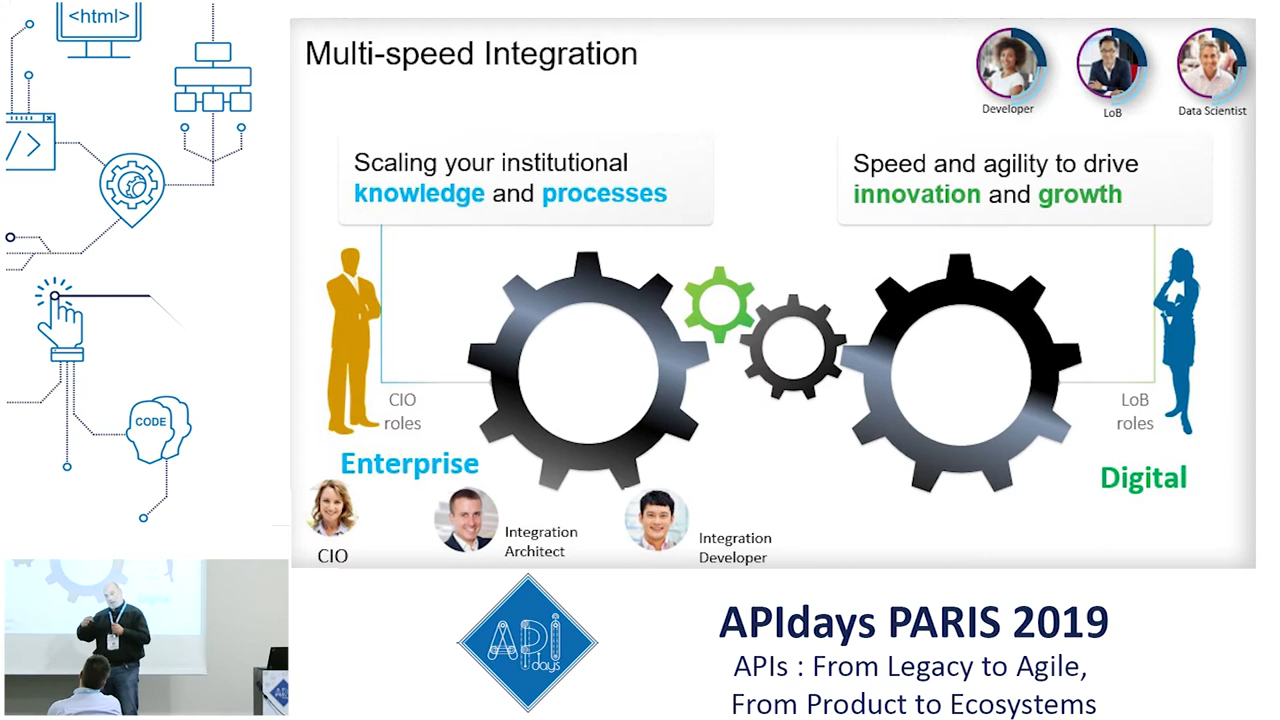 <html>
/>
CODE
Multi-speed Integration
Developer
LoB
Data Scientist
Scaling your institutional
knowledge and processes
Speed and agility to drive
innovation and growth
CIO
roles
LoB
roles
Enterprise
Digital
CIO
Integration
Architect
Integration
Developer
API
days
APIdays PARIS 2019
APIs : From Legacy to Agile,
From Product to Ecosystems